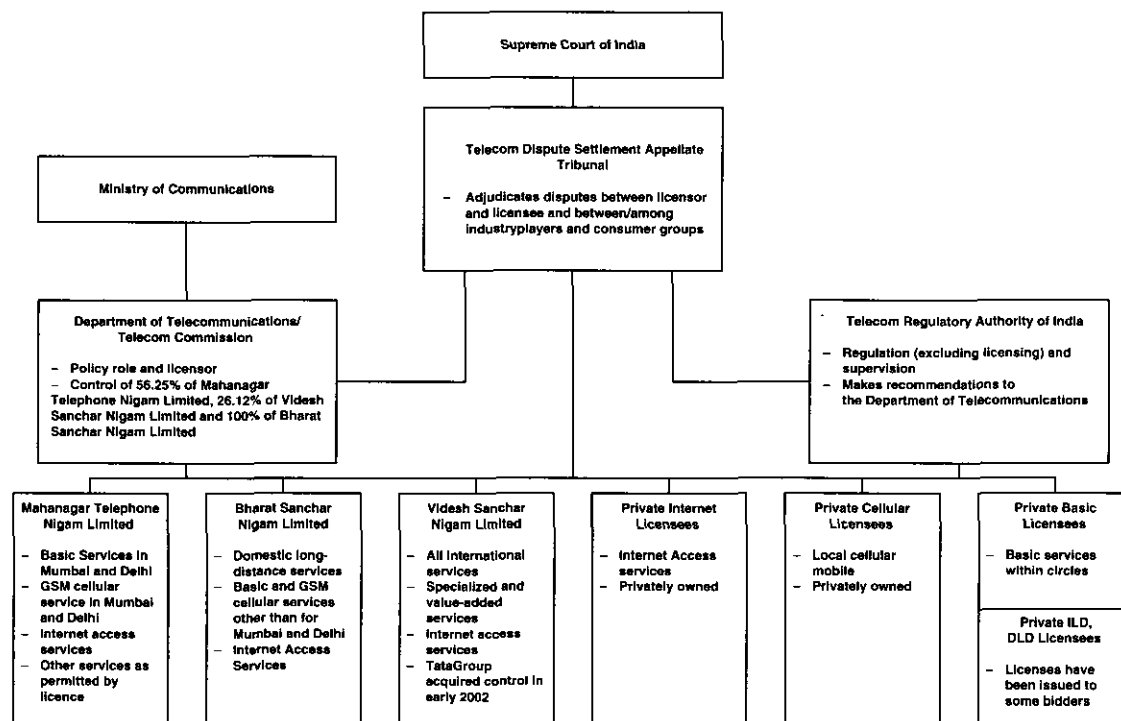 Supreme Court of India
Telecom Dispute Settlement Appellate
Tribunal
– Adjudicates disputes between licensor
and licensee and between/among
industryplayers and consumer groups
Ministry of Communications
Department of Telecommunications/
Telecom Commission
– Policy role and licensor
– Control of 56.25% of Mahanagar
Telephone Nigam Limited, 26.12% of Videsh
Sanchar Nigam Limited and 100% of Bharat
Sanchar Nigam Limited
Telecom Regulatory Authority of India
– Regulation (excluding licensing) and
supervision
– Makes recommendations to
the Department of Telecommunications
Mahanagar Telephone
Nigam Limited
– Basic Services in
Mumbai and Delhi
– GSM cellular
service in Mumbai
and Delhi
– Internet access
services
– Other services as
permitted by
licence
Bharat Sanchar
Nigam Limited
– Domestic long-
distance services
– Basic and GSM
cellular services
other than for
Mumbai and Delhi
– Internet Access
Services
Videsh Sanchar
Nigam Limited
– All International
services
– Specialized and
value-added
services
– Internet access
services
– TataGroup
acquired control in
early 2002
Private Internet
Licensees
– Internet Access
services
– Privately owned
Private Cellular
Licensees
– Local cellular
mobile
– Privately owned
Private Basic
Licensees
– Basic services
within circles
Private ILD,
DLD Licensees
– Licenses have
been issued to
some bidders